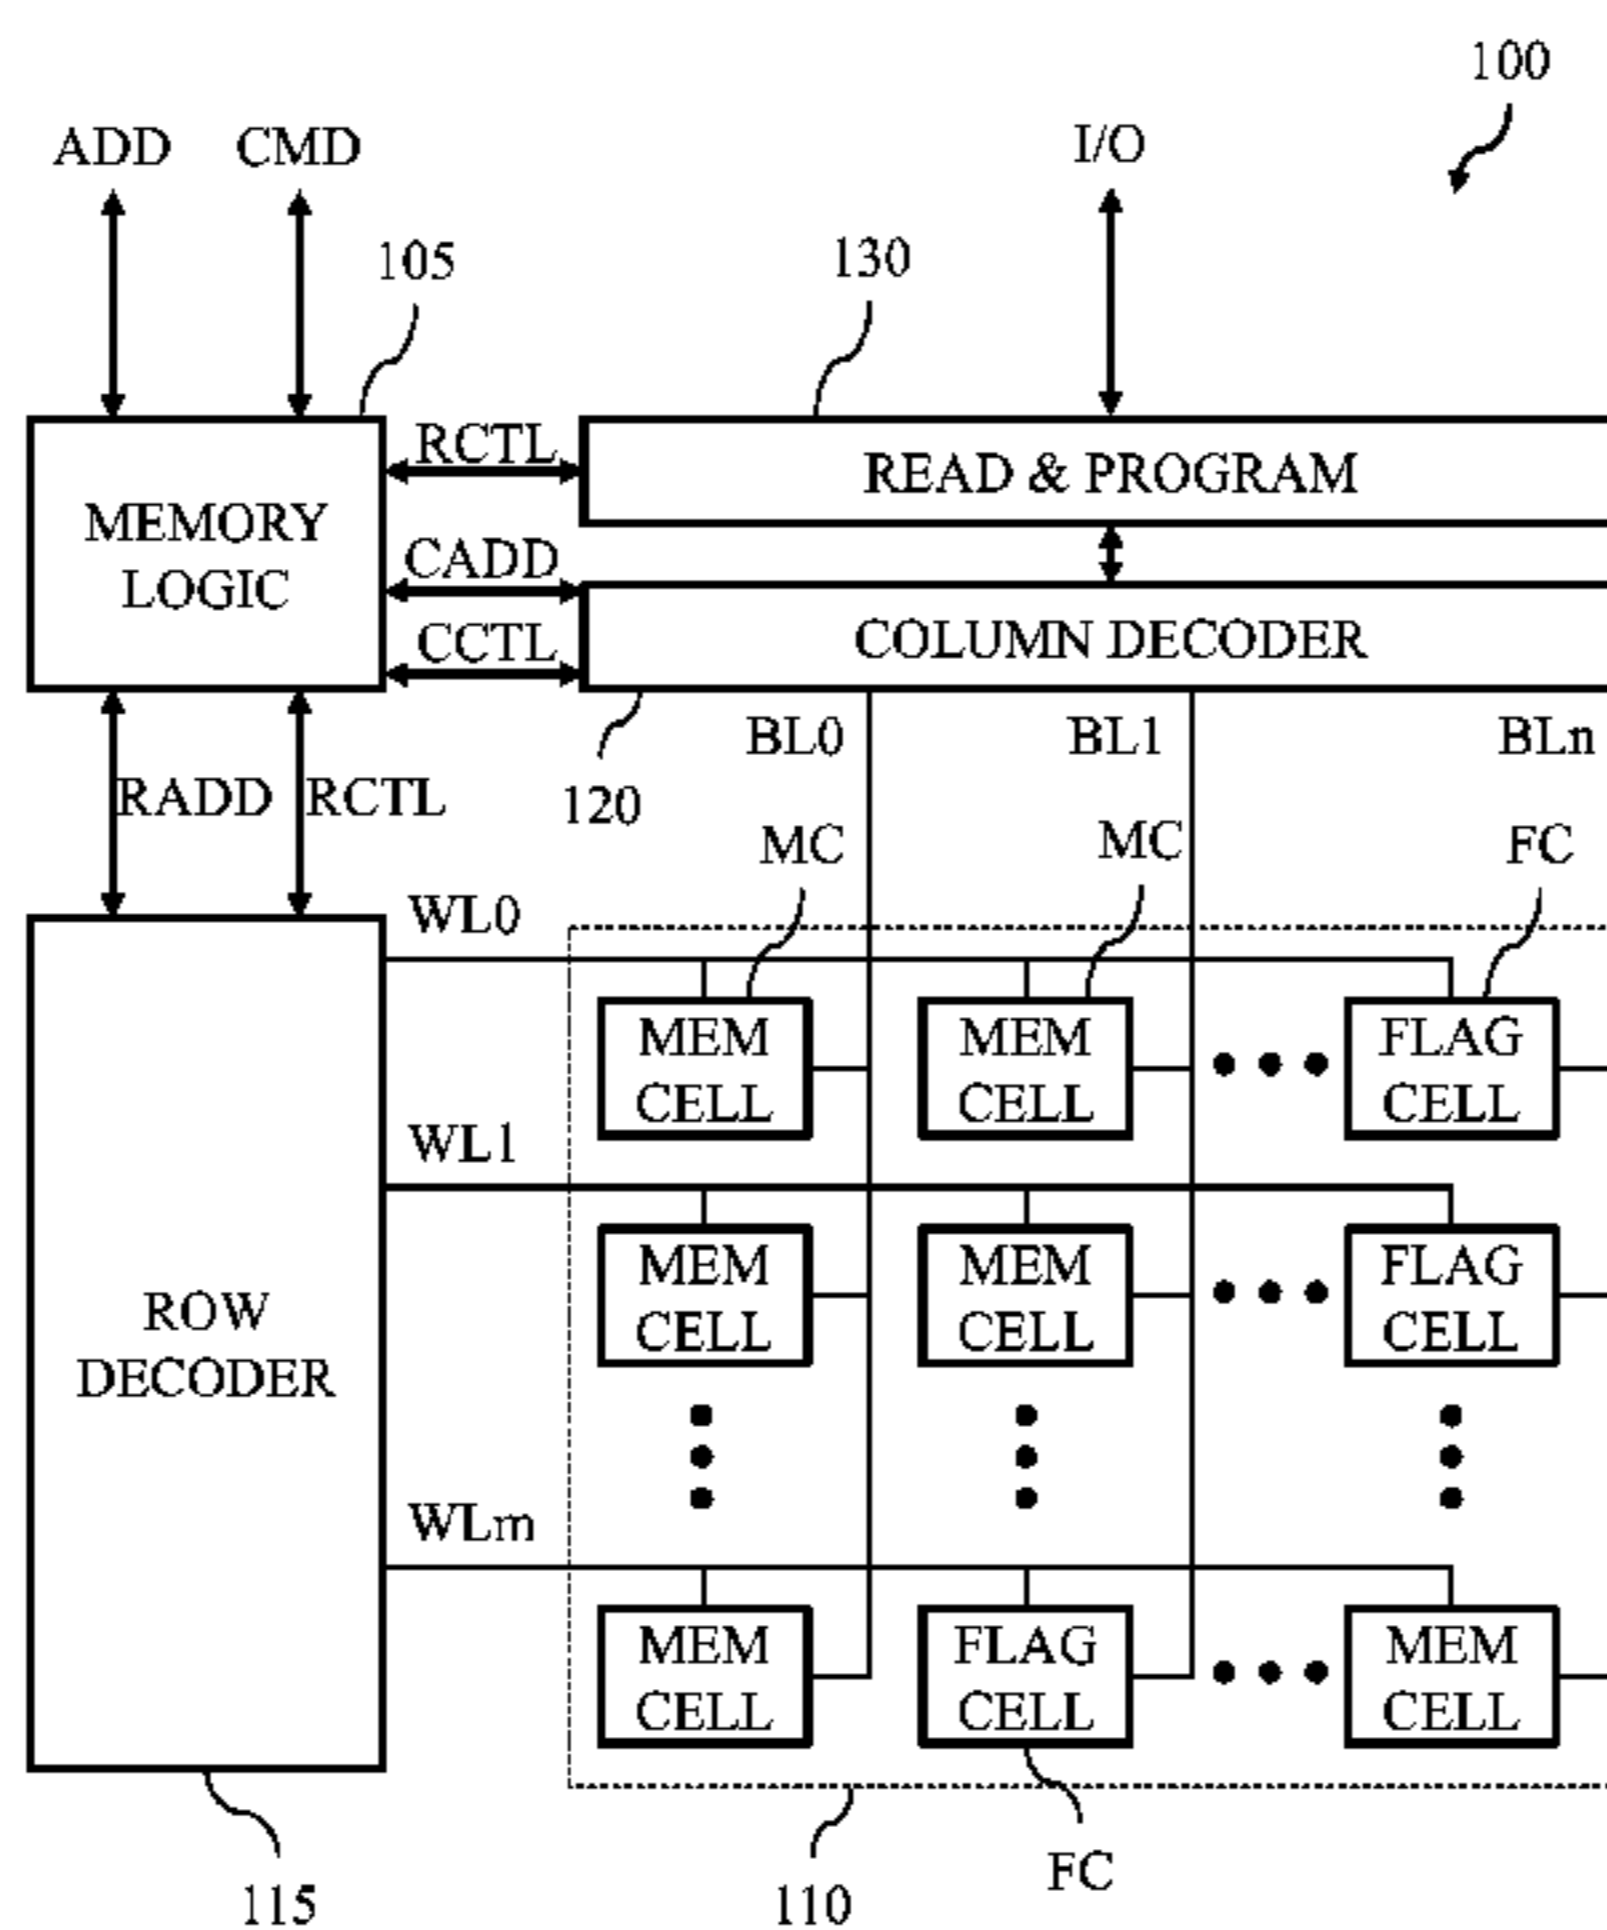 100
ADD CMD I/O
105 130
RCTL
READ & PROGRAM
MEMORY
LOGIC
CADD
CCTL
COLUMN DECODER
BL0 BL1 BLn
RADD RCTL
120
MC MC FC
WL0
MEM
CELL
MEM
CELL
FLAG
CELL
WL1
MEM
CELL
MEM
CELL
FLAG
CELL
ROW
DECODER
WLm
MEM
CELL
FLAG
CELL
MEM
CELL
115
110
FC